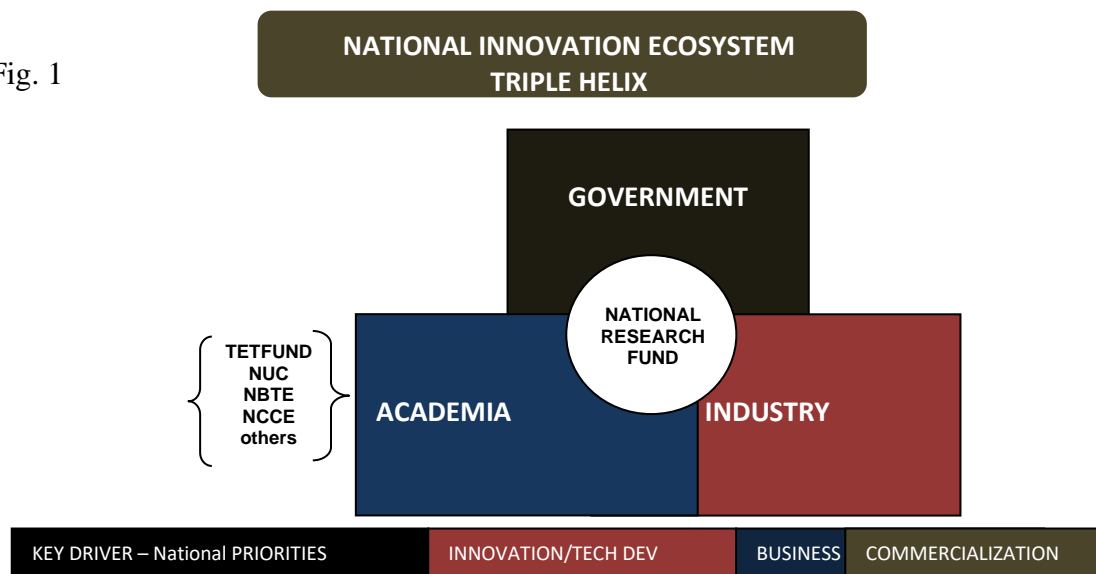 NATIONAL INNOVATION ECOSYSTEM
TRIPLE HELIX
Fig. 1
GOVERNMENT
NATIONAL
RESEARCH
FUND
TETFUND
NUC
NBTE
NCCE
others
ACADEMIA
INDUSTRY
KEY DRIVER – National PRIORITIES
INNOVATION/TECH DEV
BUSINESS
COMMERCIALIZATION